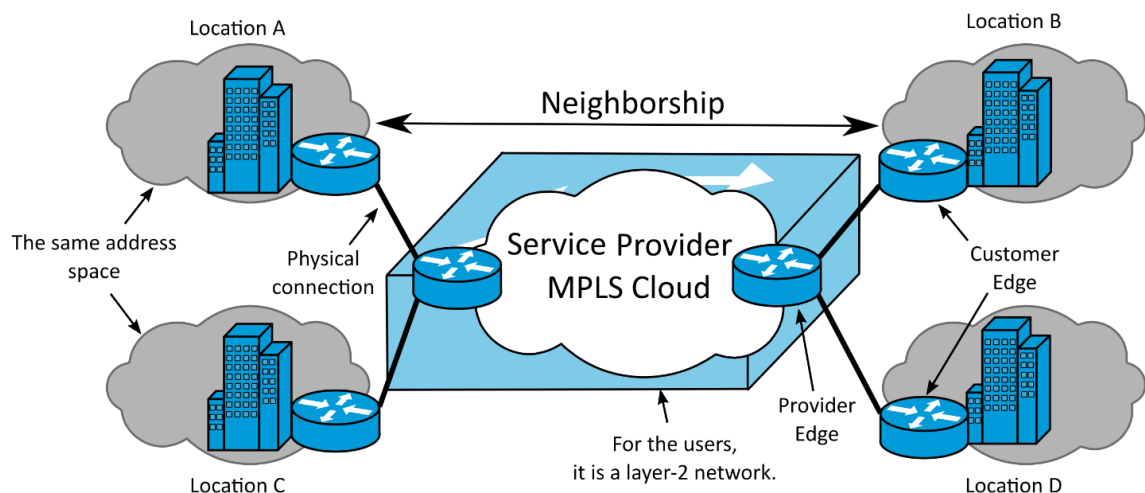 Location A
Location B
Neighborship
Service Provider
MPLS Cloud
The same address
space
Physical
connection
Customer
Edge
Provider
Edge
For the users,
it is a layer-2 network.
Location C
Location D